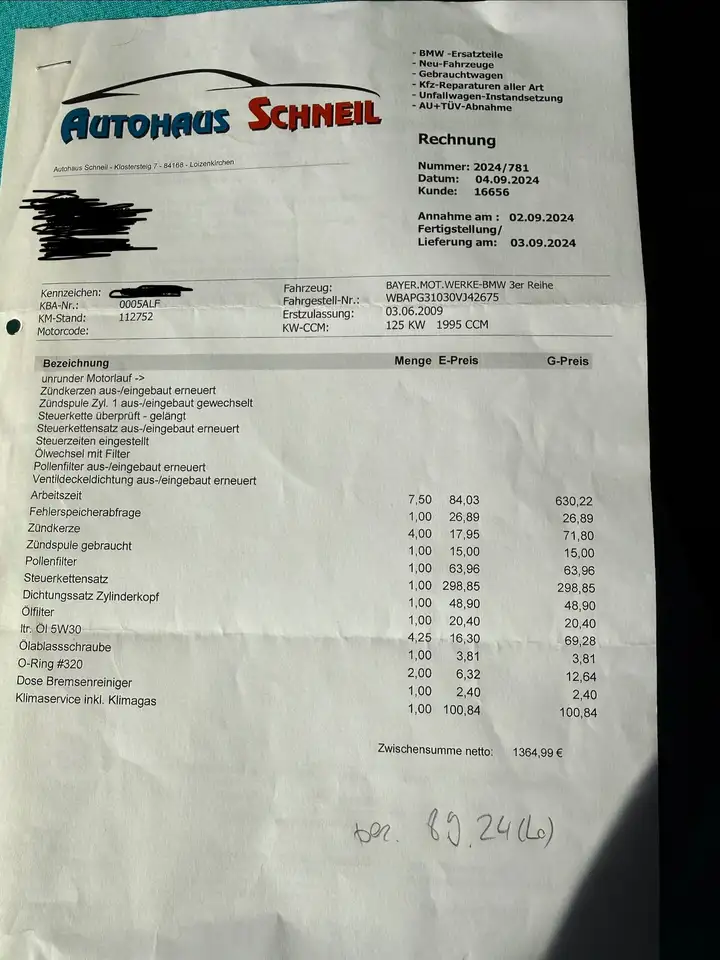 AUTOHAUS SCHNEIL
- BMW -Ersatzteile
- Neu-Fahrzeuge
- Gebrauchtwagen
- Kfz-Reparaturen aller Art
- Unfallwagen-Instandsetzung
- AU+TÜV-Abnahme
Rechnung
Autohaus Schneil - Klostersteig 7 - 84168 - Loizenkirchen
Nummer: 2024/781
Datum: 04.09.2024
Kunde: 16656
Annahme am : 02.09.2024
Fertigstellung/
Lieferung am: 03.09.2024
Kennzeichen: Fahrzeug: BAYER.MOT.WERKE-BMW 3er Reihe
KBA-Nr.: 0005ALF Fahrgestell-Nr.: WBAPG31030VJ42675
KM-Stand: 112752 Erstzulassung: 03.06.2009
Motorcode: KW-CCM: 125 KW 1995 CCM
Bezeichnung Menge E-Preis G-Preis
unrunder Motorlauf ->
Zündkerzen aus-/eingebaut erneuert
Zündspule Zyl. 1 aus-/eingebaut gewechselt
Steuerkette überprüft - gelängt
Steuerkettensatz aus-/eingebaut erneuert
Steuerzeiten eingestellt
Ölwechsel mit Filter
Pollenfilter aus-/eingebaut erneuert
Ventildeckeldichtung aus-/eingebaut erneuert
Arbeitszeit 7,50 84,03 630,22
Fehlerspeicherabfrage 1,00 26,89 26,89
Zündkerze 4,00 17,95 71,80
Zündspule gebraucht 1,00 15,00 15,00
Pollenfilter 1,00 63,96 63,96
Steuerkettensatz 1,00 298,85 298,85
Dichtungssatz Zylinderkopf 1,00 48,90 48,90
Ölfilter 1,00 20,40 20,40
ltr. Öl 5W30 4,25 16,30 69,28
Ölablassschraube 1,00 3,81 3,81
O-Ring #320 2,00 6,32 12,64
Dose Bremsenreiniger 1,00 2,40 2,40
Klimaservice inkl. Klimagas 1,00 100,84 100,84
Zwischensumme netto: 1364,99 €
bez. 89.24